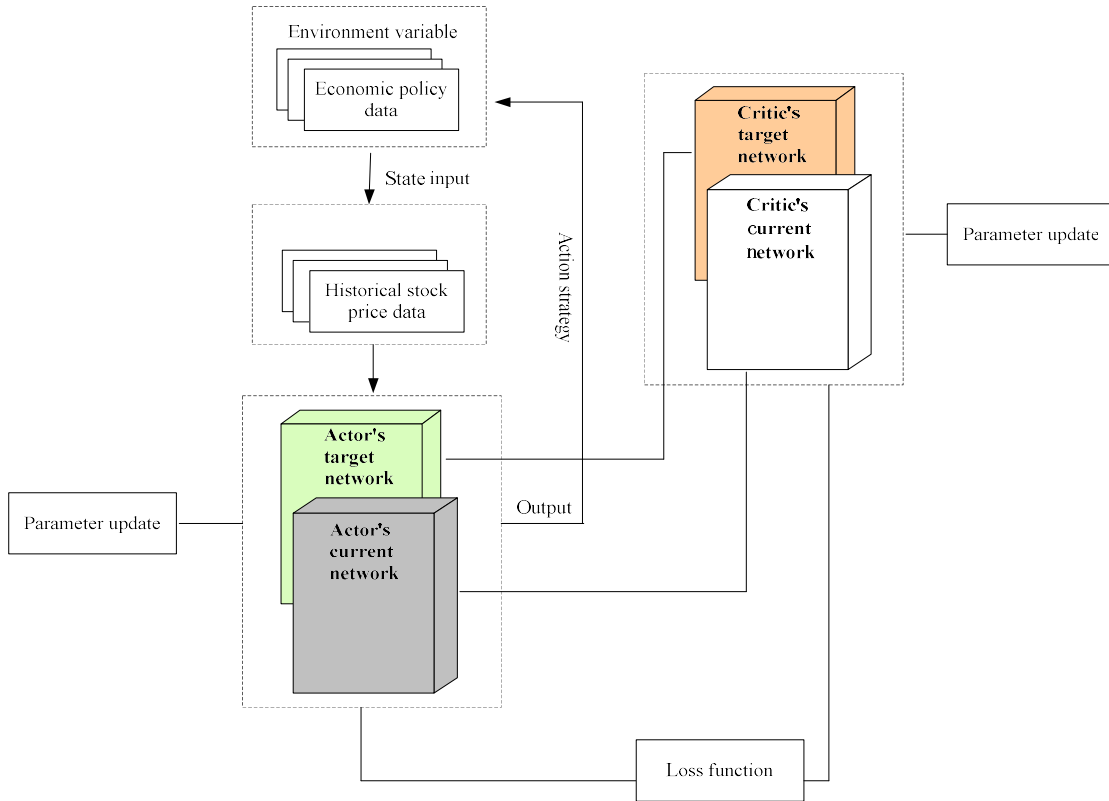 Environment variable
Economic policy
data
State input
Historical stock
price data
Action strategy
Actor's
target
network
Actor's
current
network
Output
Parameter update
Critic's
target
network
Critic's
current
network
Parameter update
Loss function